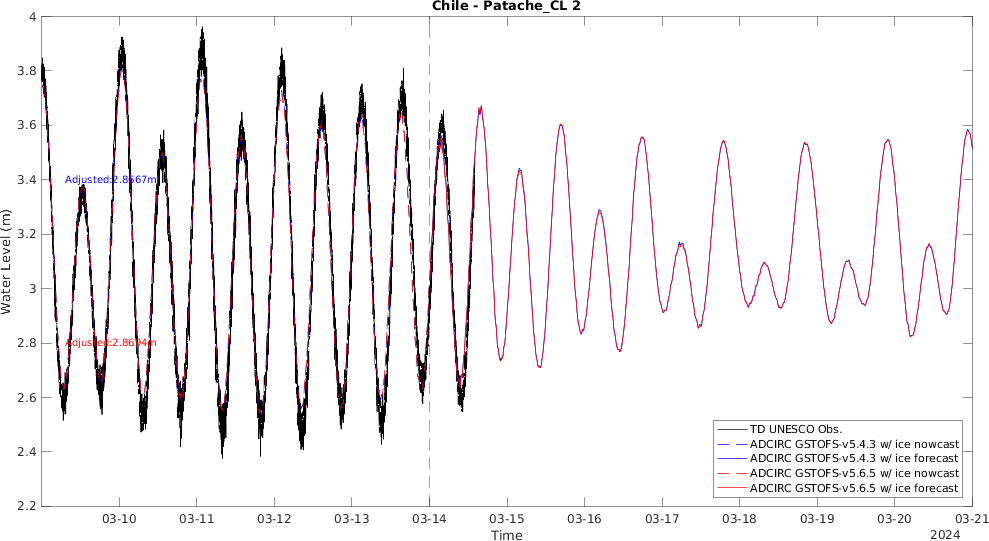 Chile - Patache_CL 2
4
3.8
3.6
3.4
3.2
3
2.8
2.6
2.4
2.2
Water Level (m)
Adjusted:2.8667m
Adjusted:2.8694m
TD UNESCO Obs.
ADCIRC GSTOFS-v5.4.3 w/ ice nowcast
ADCIRC GSTOFS-v5.4.3 w/ ice forecast
ADCIRC GSTOFS-v5.6.5 w/ ice nowcast
ADCIRC GSTOFS-v5.6.5 w/ ice forecast
03-10 03-11 03-12 03-13 03-14 03-15 03-16 03-17 03-18 03-19 03-20 03-21
Time
2024